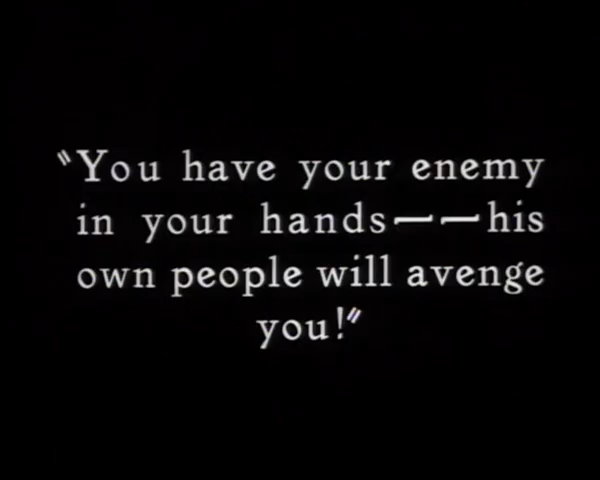 "You have your enemy
in your hands——his
own people will avenge
you!"